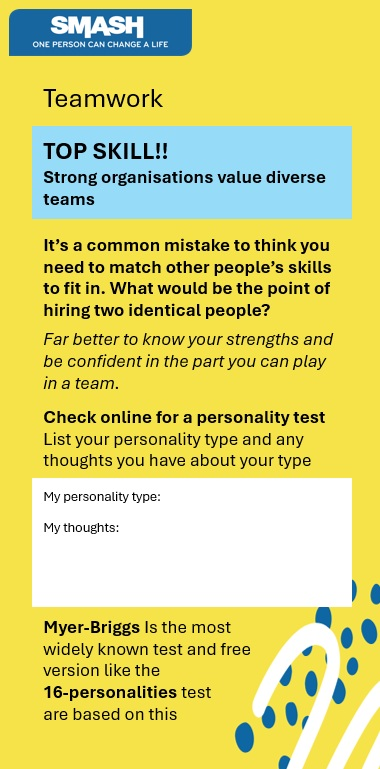 SMASH
ONE PERSON CAN CHANGE A LIFE
Teamwork
TOP SKILL!!
Strong organisations value diverse
teams
It's a common mistake to think you
need to match other people's skills
to fit in. What would be the point of
hiring two identical people?
Far better to know your strengths and
be confident in the part you can play
in a team.
Check online for a personality test
List your personality type and any
thoughts you have about your type
My personality type:
My thoughts:
Myer-Briggs Is the most
widely known test and free
version like the
16-personalities test
are based on this